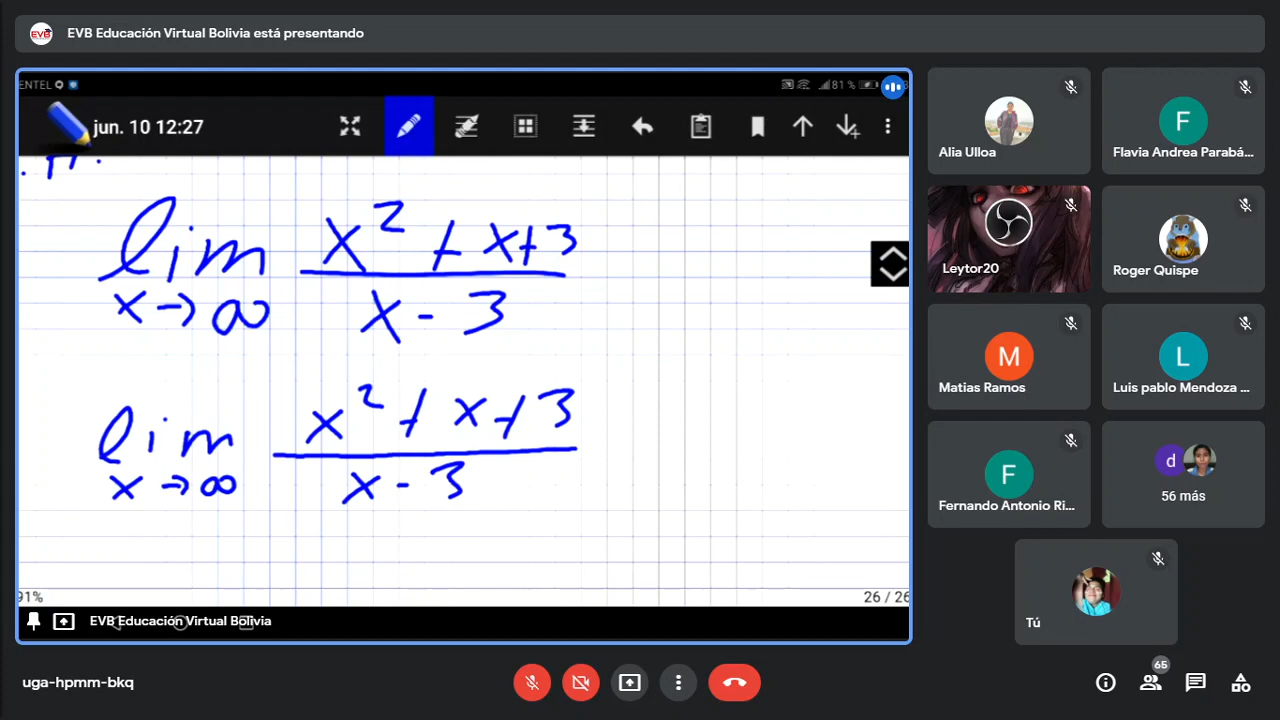 EVB Educación Virtual Bolivia está presentando
ENTEL
81 %
jun. 10 12:27
lim x→∞ (x² + x+3)/(x - 3)
lim x→∞ (x² + x+3)/(x - 3)
91%
26 / 26
EVB Educación Virtual Bolivia
Alia Ulloa
F
Flavia Andrea Parabá...
Leytor20
Roger Quispe
M
Matias Ramos
L
Luis pablo Mendoza ...
F
Fernando Antonio Ri...
d
56 más
Tú
uga-hpmm-bkq
65